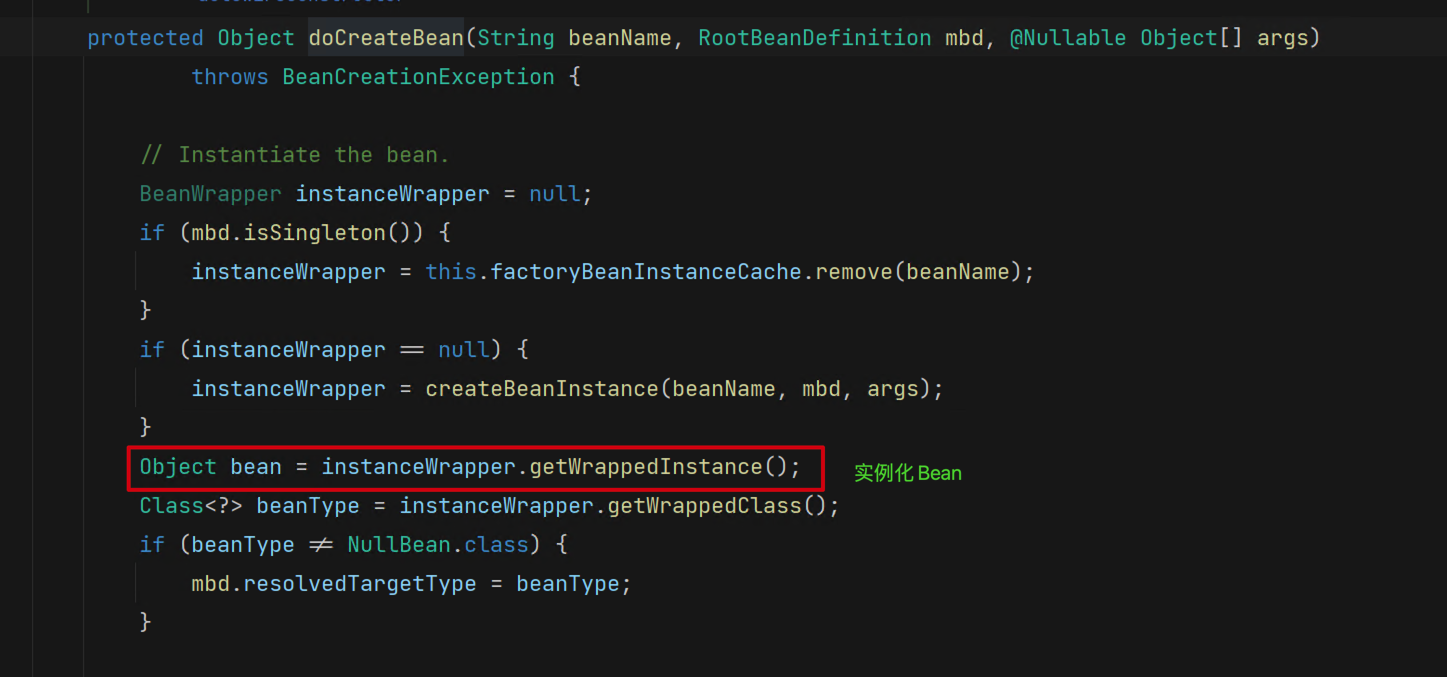 protected Object doCreateBean(String beanName, RootBeanDefinition mbd, @Nullable Object[] args)
throws BeanCreationException {
// Instantiate the bean.
BeanWrapper instanceWrapper = null;
if (mbd.isSingleton()) {
instanceWrapper = this.factoryBeanInstanceCache.remove(beanName);
}
if (instanceWrapper == null) {
instanceWrapper = createBeanInstance(beanName, mbd, args);
}
Object bean = instanceWrapper.getWrappedInstance(); 实例化 Bean
Class<?> beanType = instanceWrapper.getWrappedClass();
if (beanType != NullBean.class) {
mbd.resolvedTargetType = beanType;
}